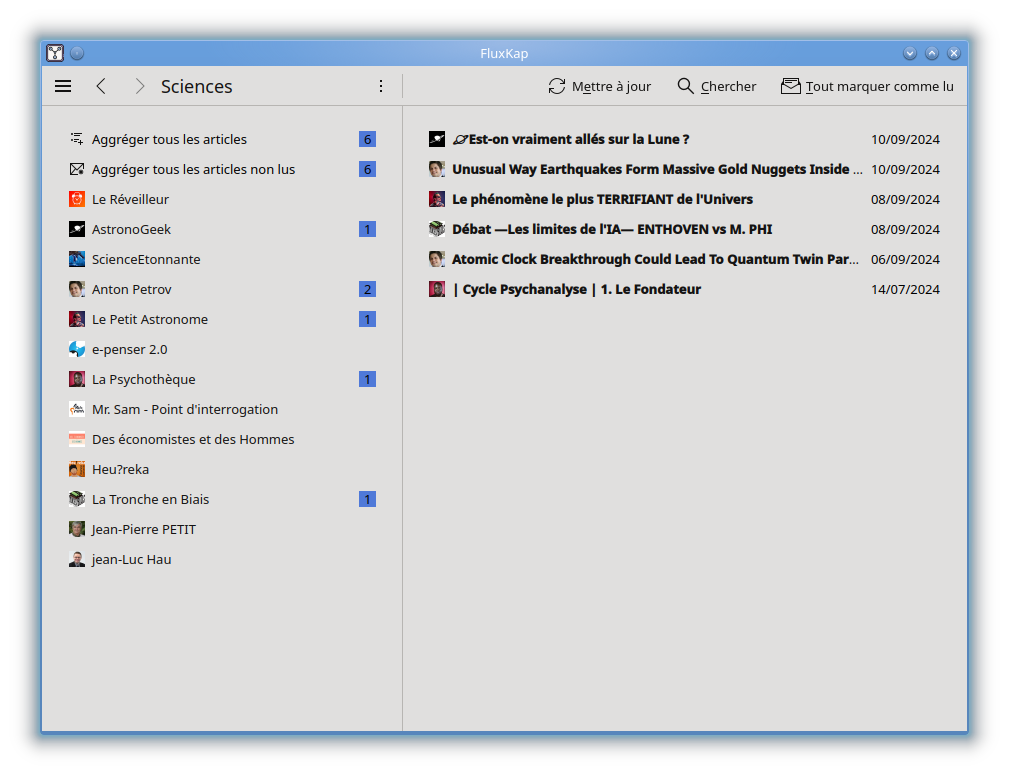 FluxKap
Sciences
Mettre à jour
Chercher
Tout marquer comme lu
Aggréger tous les articles 6
Aggréger tous les articles non lus 6
Le Réveilleur
AstronoGeek 1
ScienceEtonnante
Anton Petrov 2
Le Petit Astronome 1
e-penser 2.0
La Psychothèque 1
Mr. Sam - Point d'interrogation
Des économistes et des Hommes
Heu?reka
La Tronche en Biais 1
Jean-Pierre PETIT
jean-Luc Hau
🪐Est-on vraiment allés sur la Lune ? 10/09/2024
Unusual Way Earthquakes Form Massive Gold Nuggets Inside ... 10/09/2024
Le phénomène le plus TERRIFIANT de l'Univers 08/09/2024
Débat —Les limites de l'IA— ENTHOVEN vs M. PHI 08/09/2024
Atomic Clock Breakthrough Could Lead To Quantum Twin Par... 06/09/2024
| Cycle Psychanalyse | 1. Le Fondateur 14/07/2024